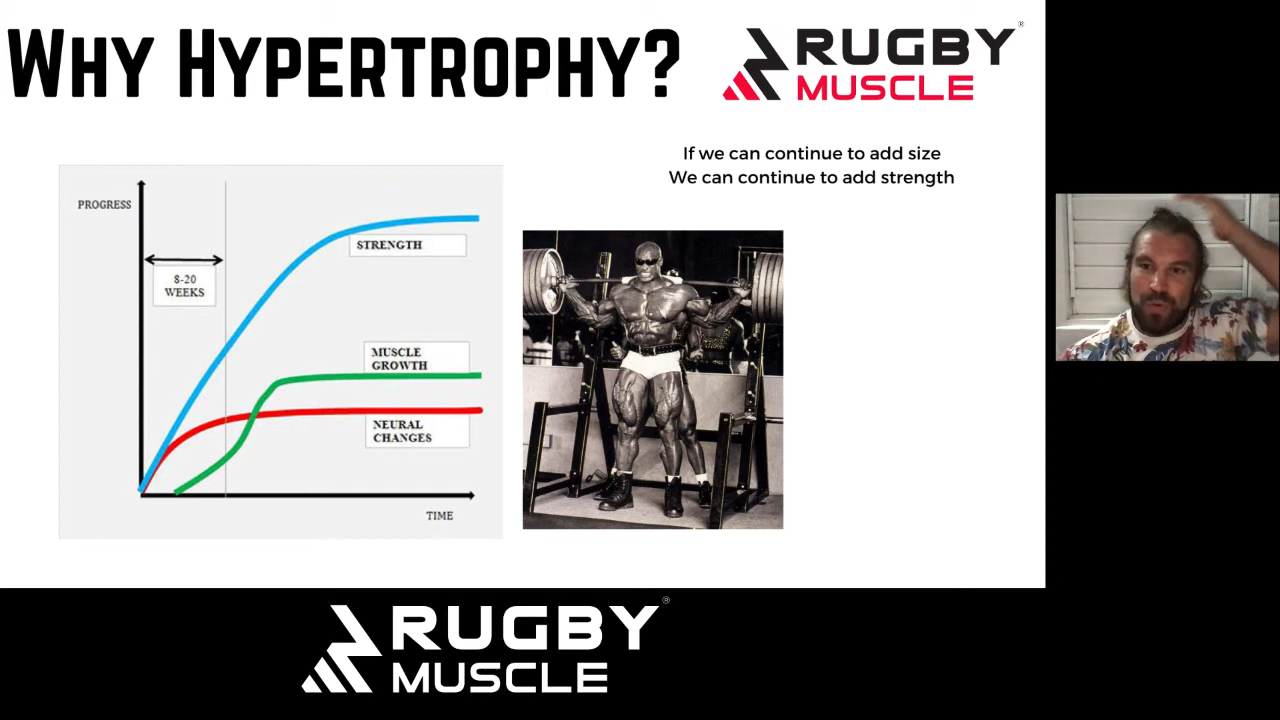 WHY HYPERTROPHY?
RUGBY®
MUSCLE
If we can continue to add size
We can continue to add strength
PROGRESS
STRENGTH
8-20
WEEKS
MUSCLE
GROWTH
NEURAL
CHANGES
TIME
RUGBY®
MUSCLE